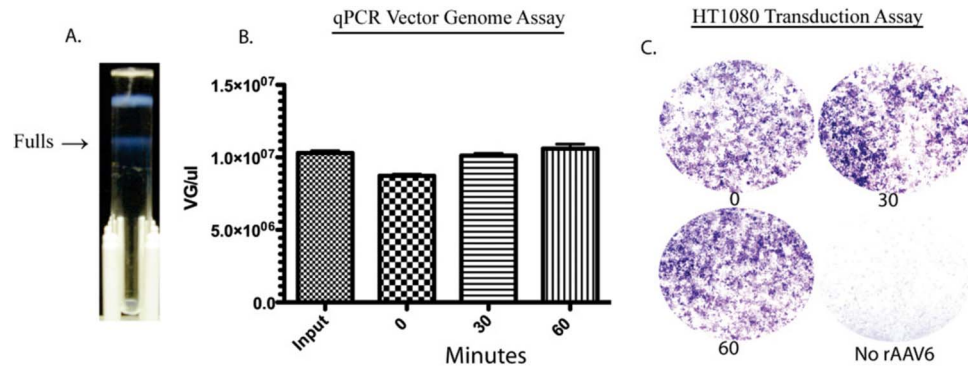 qPCR Vector Genome Assay
HT1080 Transduction Assay
A.
B.
C.
Fulls →
VG/ul
1.5×10⁰⁷
1.0×10⁰⁷
5.0×10⁰⁶
0.0
Input
0
30
60
Minutes
0
30
60
No rAAV6